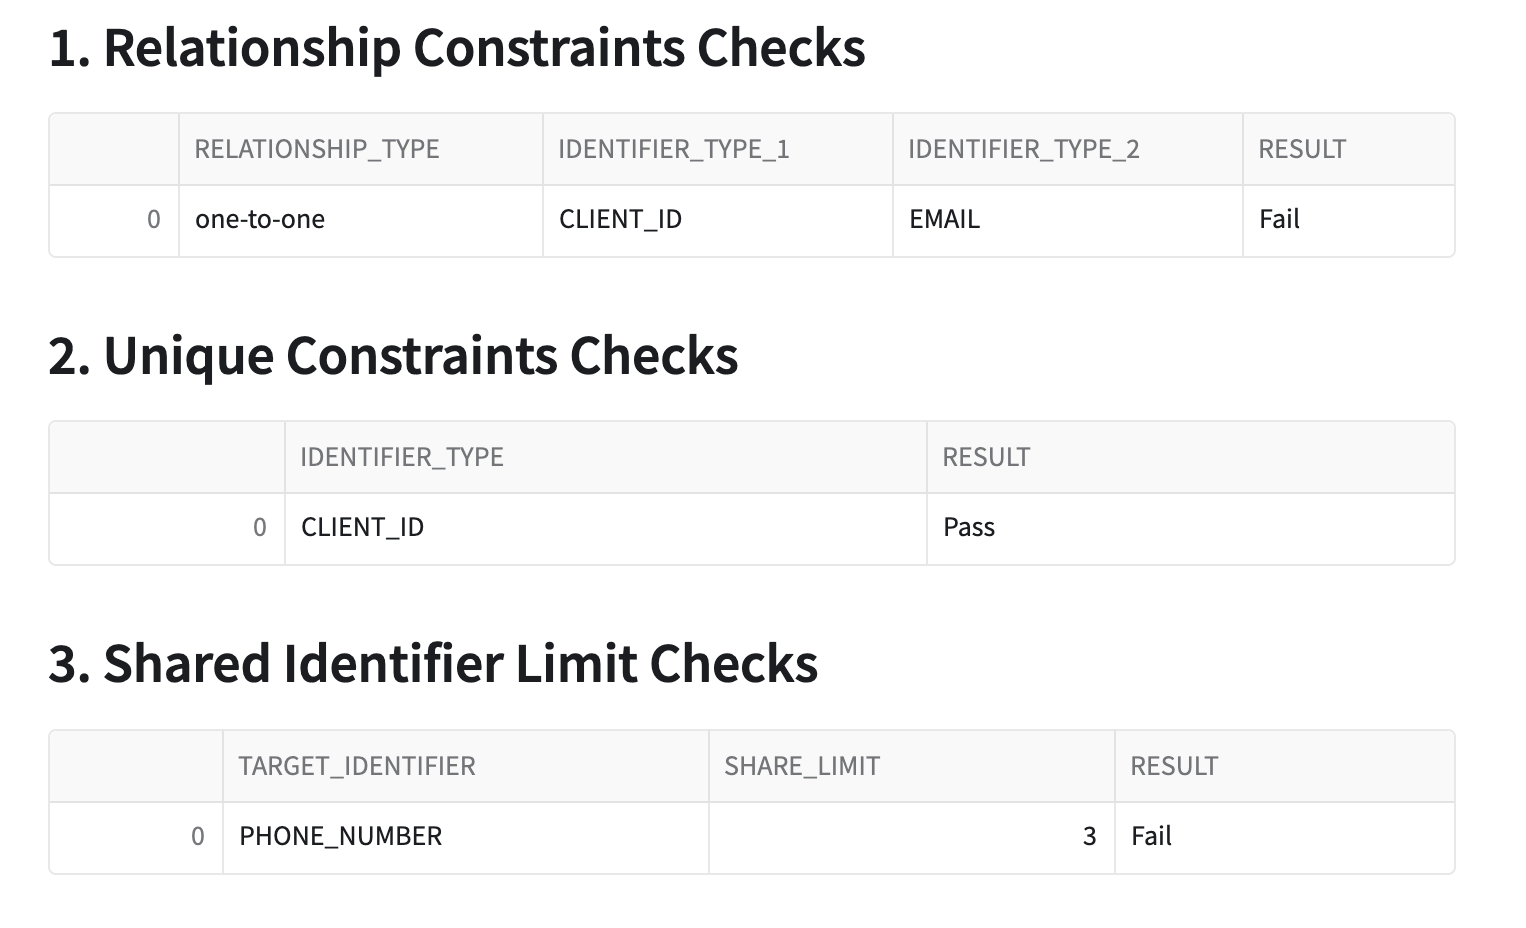 1. Relationship Constraints Checks
RELATIONSHIP_TYPE IDENTIFIER_TYPE_1 IDENTIFIER_TYPE_2 RESULT
0 one-to-one CLIENT_ID EMAIL Fail
2. Unique Constraints Checks
IDENTIFIER_TYPE RESULT
0 CLIENT_ID Pass
3. Shared Identifier Limit Checks
TARGET_IDENTIFIER SHARE_LIMIT RESULT
0 PHONE_NUMBER 3 Fail